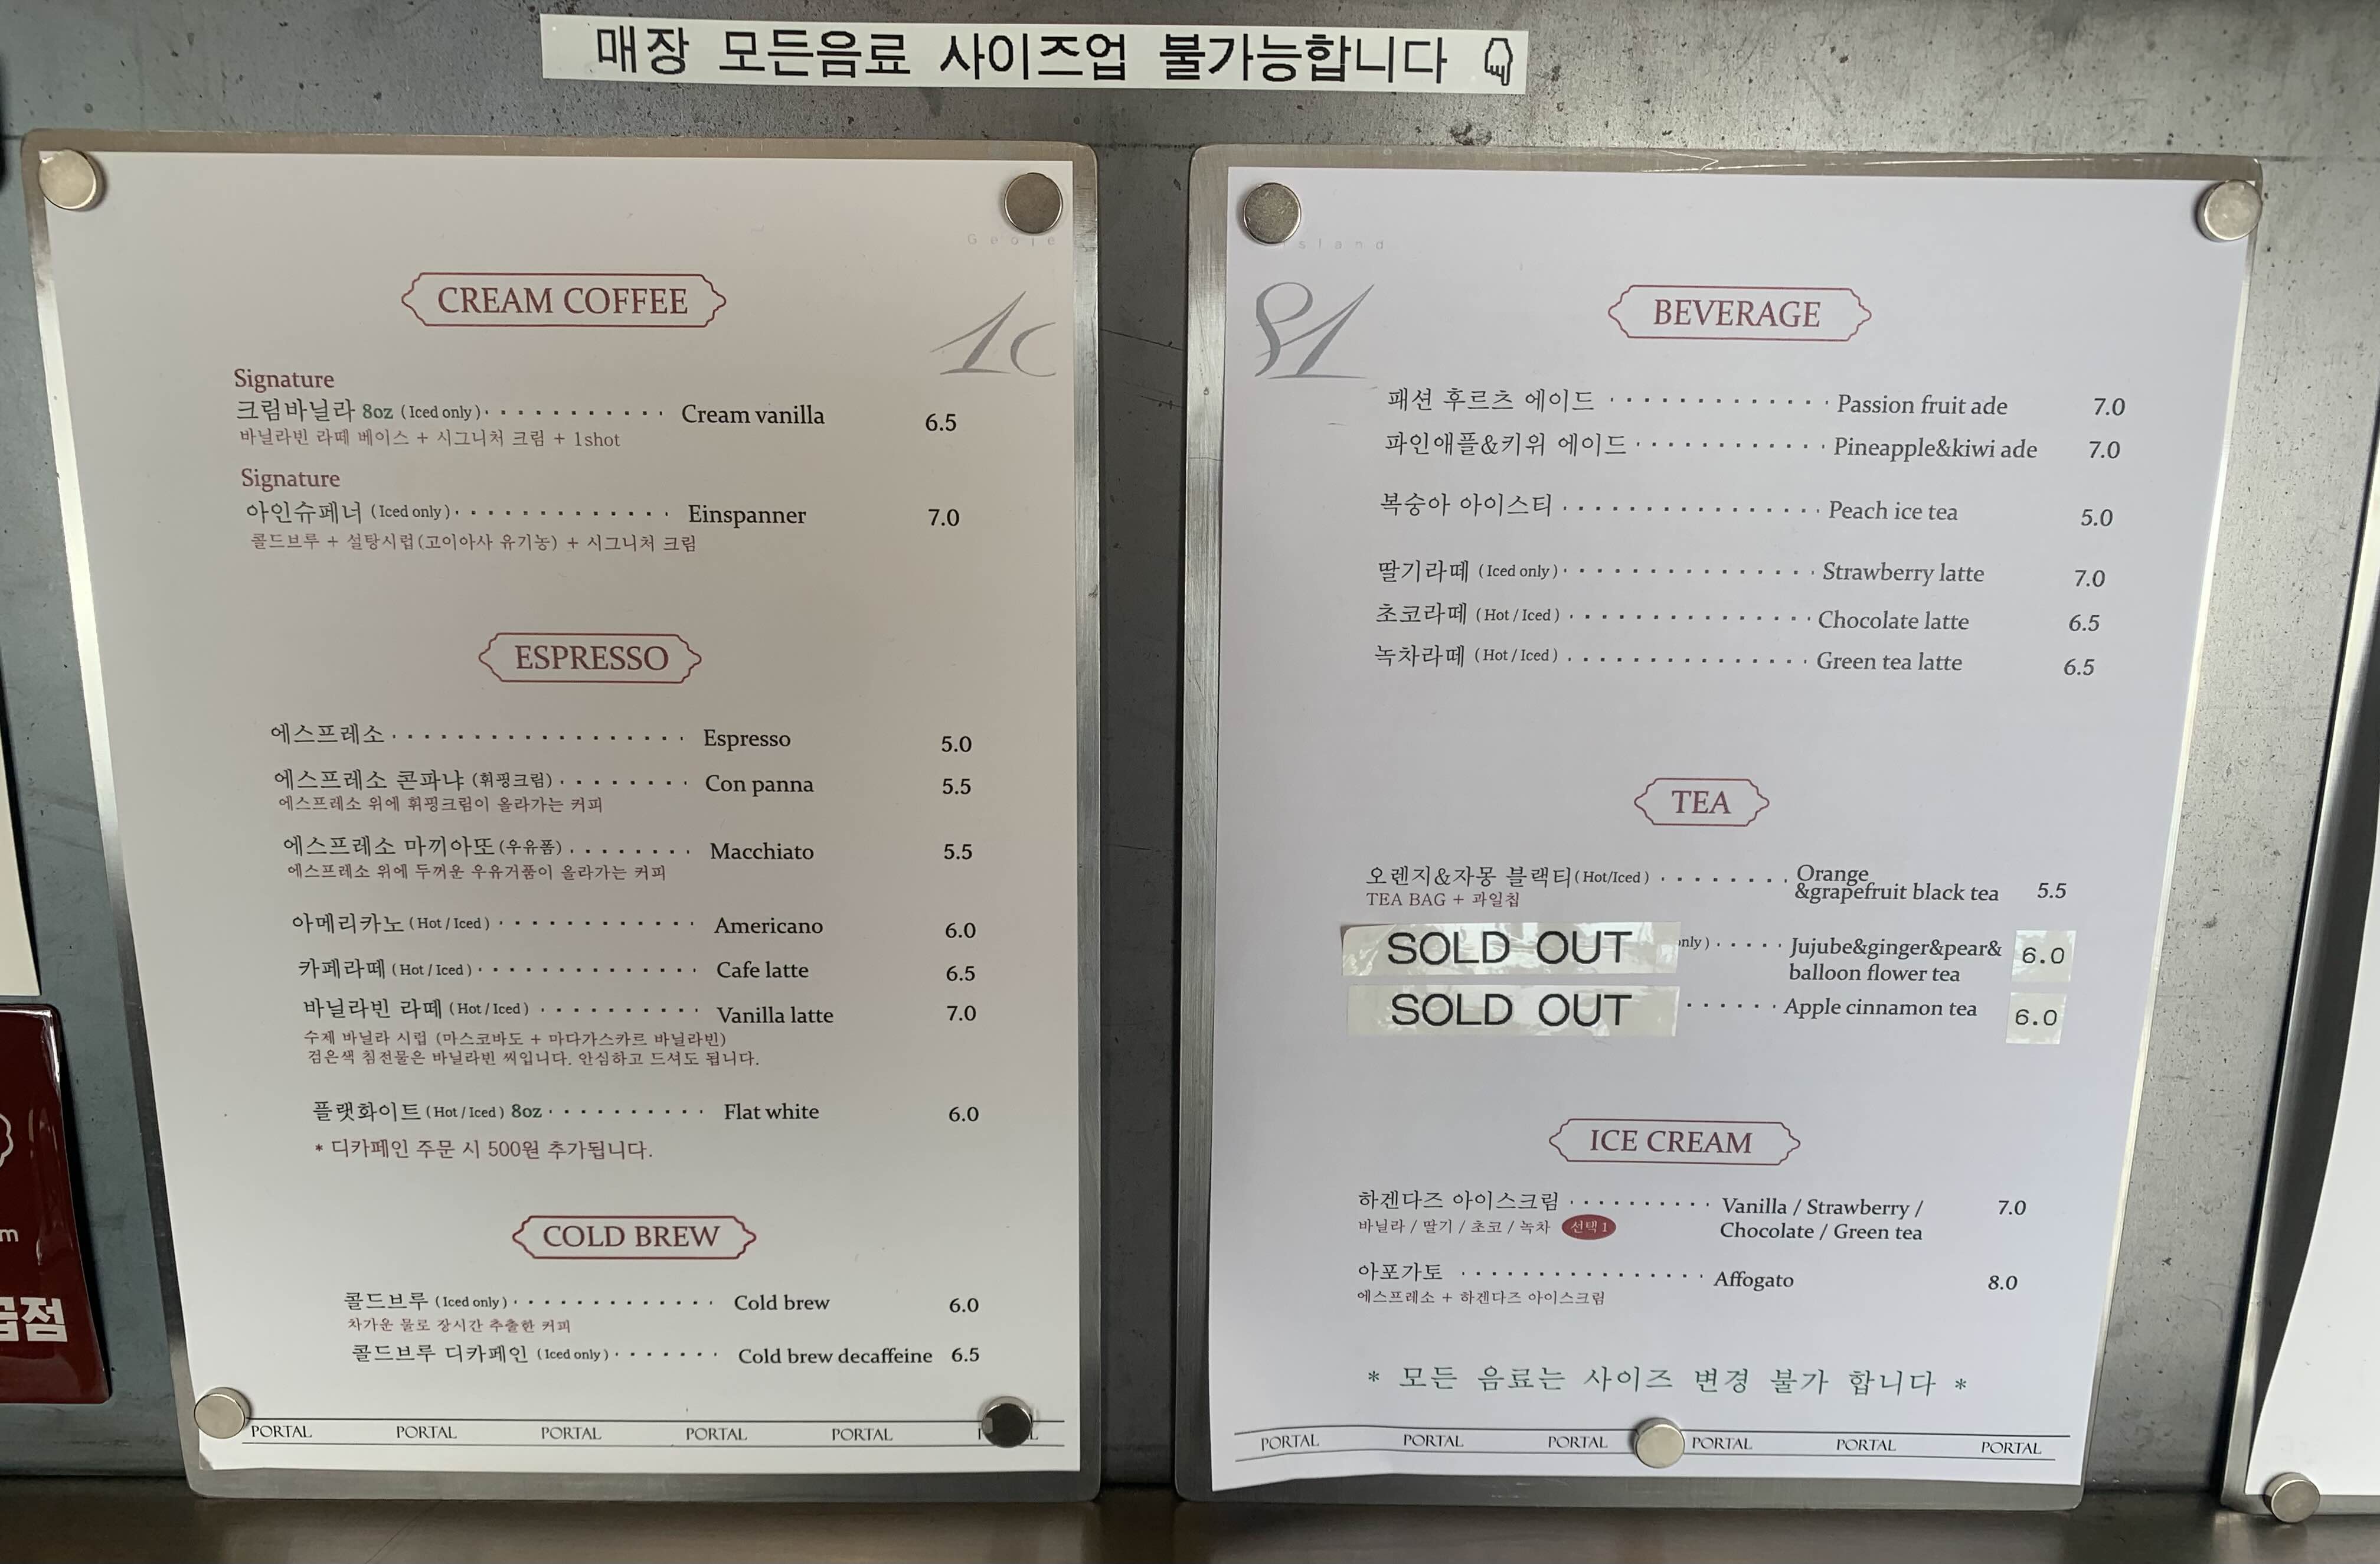 매장 모든음료 사이즈업 불가능합니다 👇
Geoje
CREAM COFFEE
Signature
크림바닐라 8oz (Iced only) · · · · · · · · · · · Cream vanilla 6.5
바닐라빈 라떼 베이스 + 시그니처 크림 + 1shot
Signature
아인슈페너 (Iced only) · · · · · · · · · · · · · Einspanner 7.0
콜드브루 + 설탕시럽(고이아사 유기농) + 시그니처 크림
ESPRESSO
에스프레소 · · · · · · · · · · · · · · · · · · Espresso 5.0
에스프레소 콘파냐 (휘핑크림) · · · · · · · · Con panna 5.5
에스프레소 위에 휘핑크림이 올라가는 커피
에스프레소 마끼아또 (우유폼) · · · · · · · · Macchiato 5.5
에스프레소 위에 두꺼운 우유거품이 올라가는 커피
아메리카노 (Hot / Iced) · · · · · · · · · · · · Americano 6.0
카페라떼 (Hot / Iced) · · · · · · · · · · · · · Cafe latte 6.5
바닐라빈 라떼 (Hot / Iced) · · · · · · · · · · Vanilla latte 7.0
수제 바닐라 시럽 (마스코바도 + 마다가스카르 바닐라빈)
검은색 침전물은 바닐라빈 씨입니다. 안심하고 드셔도 됩니다.
플랫화이트 (Hot / Iced) 8oz · · · · · · · · · · Flat white 6.0
* 디카페인 주문 시 500원 추가됩니다.
COLD BREW
콜드브루 (Iced only) · · · · · · · · · · · · · Cold brew 6.0
차가운 물로 장시간 추출한 커피
콜드브루 디카페인 (Iced only) · · · · · · · Cold brew decaffeine 6.5
PORTAL PORTAL PORTAL PORTAL PORTAL
sland
BEVERAGE
패션 후르츠 에이드 · · · · · · · · · · · · · · Passion fruit ade 7.0
파인애플&키위 에이드 · · · · · · · · · · · · Pineapple&kiwi ade 7.0
복숭아 아이스티 · · · · · · · · · · · · · · · · Peach ice tea 5.0
딸기라떼 (Iced only) · · · · · · · · · · · · · · · Strawberry latte 7.0
초코라떼 (Hot / Iced) · · · · · · · · · · · · · · · Chocolate latte 6.5
녹차라떼 (Hot / Iced) · · · · · · · · · · · · · · · Green tea latte 6.5
TEA
오렌지&자몽 블랙티 (Hot/Iced) · · · · · · · · Orange
&grapefruit black tea 5.5
TEA BAG + 과일칩
SOLD OUT only) · · · · · Jujube&ginger&pear& 6.0
balloon flower tea
SOLD OUT · · · · · · Apple cinnamon tea 6.0
ICE CREAM
하겐다즈 아이스크림 · · · · · · · · · · Vanilla / Strawberry / 7.0
바닐라 / 딸기 / 초코 / 녹차 선택 1 Chocolate / Green tea
아포가토 · · · · · · · · · · · · · · · · Affogato 8.0
에스프레소 + 하겐다즈 아이스크림
* 모든 음료는 사이즈 변경 불가 합니다 *
PORTAL PORTAL PORTAL PORTAL PORTAL PORTAL